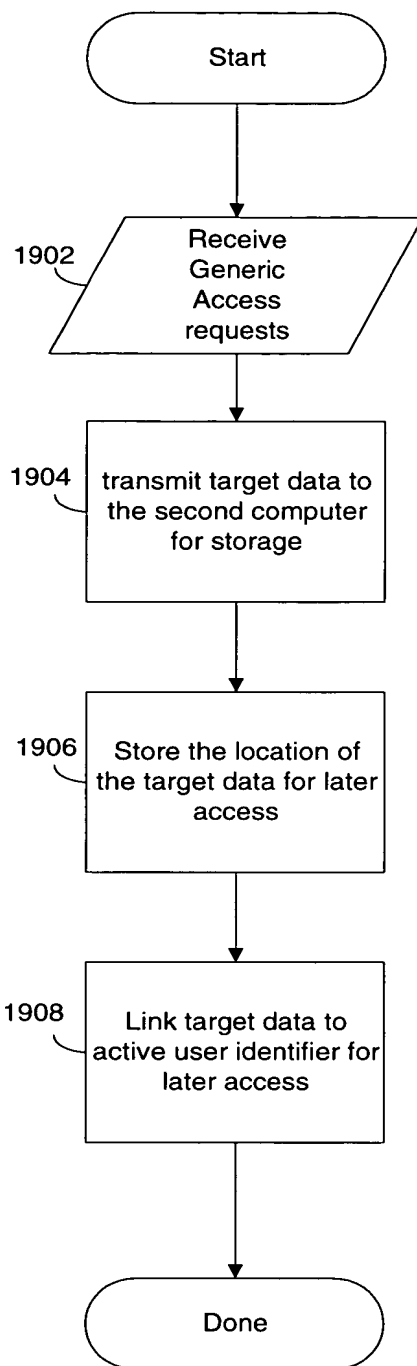 Start
1902
Receive
Generic
Access
requests
1904
transmit target data to
the second computer
for storage
1906
Store the location of
the target data for later
access
1908
Link target data to
active user identifier for
later access
Done